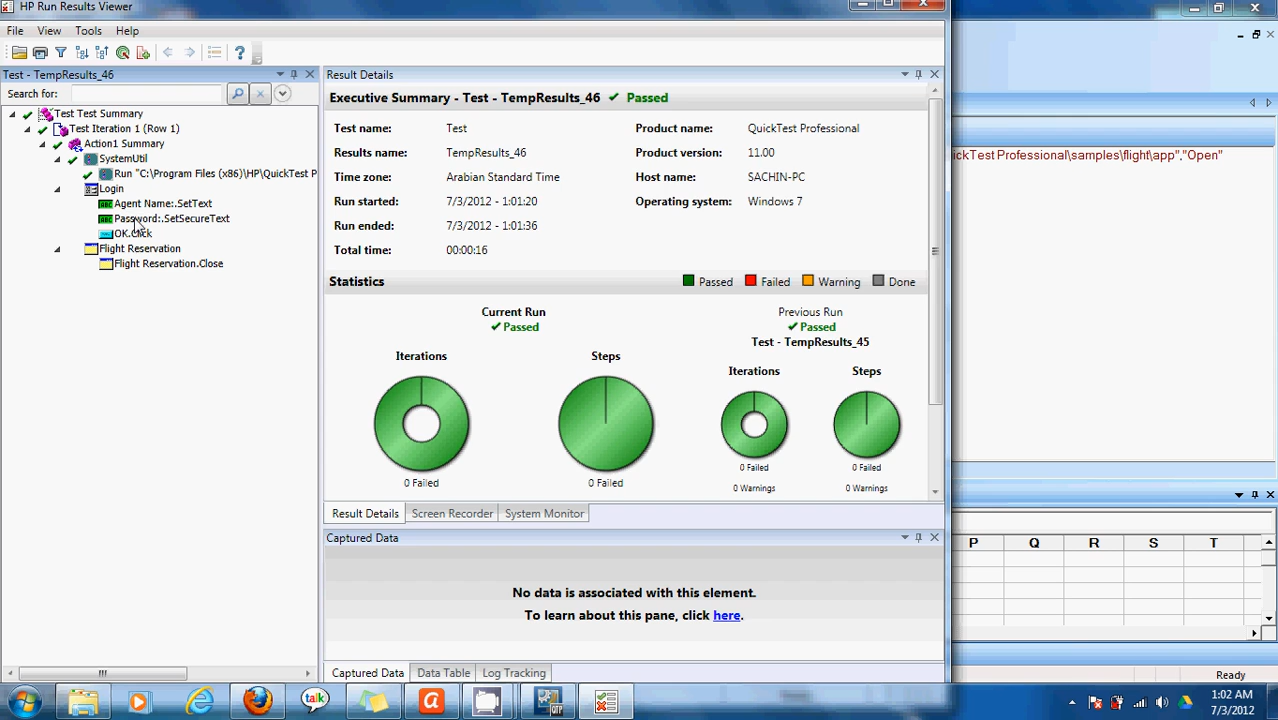 HP Run Results Viewer
File View Tools Help
Test - TempResults_46
Search for:
Test Test Summary
Test Iteration 1 (Row 1)
Action1 Summary
SystemUtil
Run "C:\Program Files (x86)\HP\QuickTest P
Login
Agent Name:.SetText
Password:.SetSecureText
OK.Click
Flight Reservation
Flight Reservation.Close
Result Details
Executive Summary - Test - TempResults_46 Passed
Test name: Test
Product name: QuickTest Professional
Results name: TempResults_46
Product version: 11.00
Time zone: Arabian Standard Time
Host name: SACHIN-PC
Run started: 7/3/2012 - 1:01:20
Operating system: Windows 7
Run ended: 7/3/2012 - 1:01:36
Total time: 00:00:16
Statistics
Passed Failed Warning Done
Current Run
Passed
Iterations Steps
0 Failed 0 Failed
Previous Run
Passed
Test - TempResults_45
Iterations Steps
0 Failed 0 Failed
0 Warnings 0 Warnings
Result Details Screen Recorder System Monitor
Captured Data
No data is associated with this element.
To learn about this pane, click here.
Captured Data Data Table Log Tracking
ickTest Professional\samples\flight\app","Open"
P Q R S T
Ready
talk
a
QTP
1:02 AM
7/3/2012